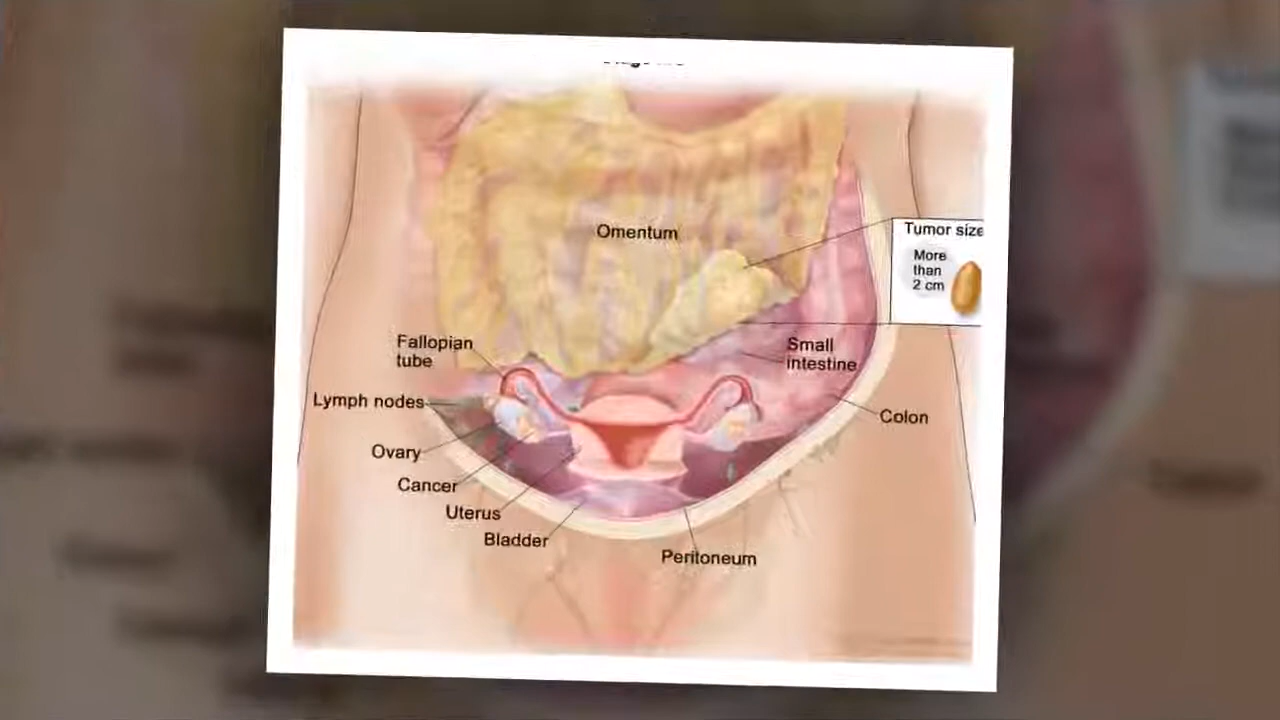 Omentum
Tumor size
More
than
2 cm
Fallopian
tube
Small
intestine
Lymph nodes
Colon
Ovary
Cancer
Uterus
Bladder
Peritoneum